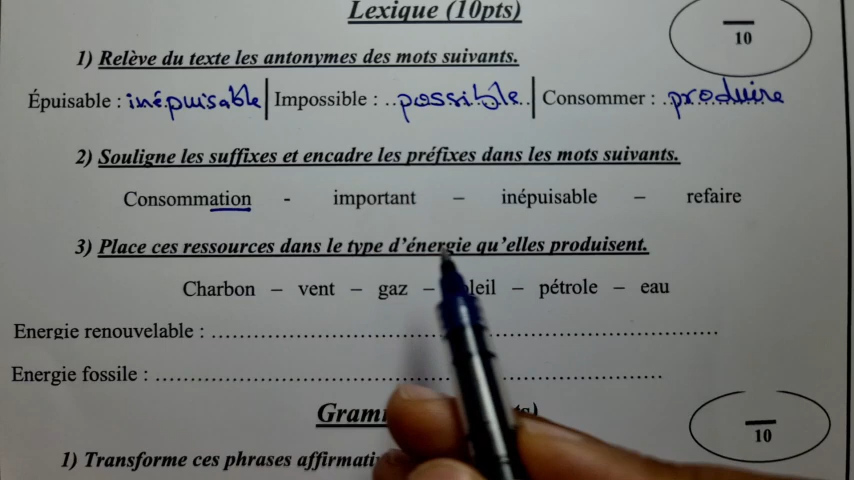 Lexique (10pts)
10
1) Relève du texte les antonymes des mots suivants.
Épuisable : inépuisable | Impossible : ..possible.. | Consommer : ..produire
2) Souligne les suffixes et encadre les préfixes dans les mots suivants.
Consommation - important – inépuisable – refaire
3) Place ces ressources dans le type d'énergie qu'elles produisent.
Charbon – vent – gaz – – pétrole – eau
Energie renouvelable : ........................................
Energie fossile : ........................................
10
1) Transforme ces phrases